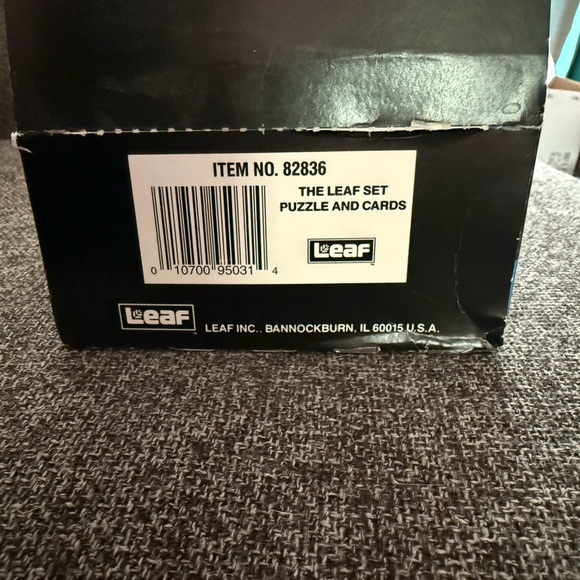 ITEM NO. 82836
THE LEAF SET
PUZZLE AND CARDS
0 10700 95031 4
Leaf
Leaf
LEAF INC., BANNOCKBURN, IL 60015 U.S.A.